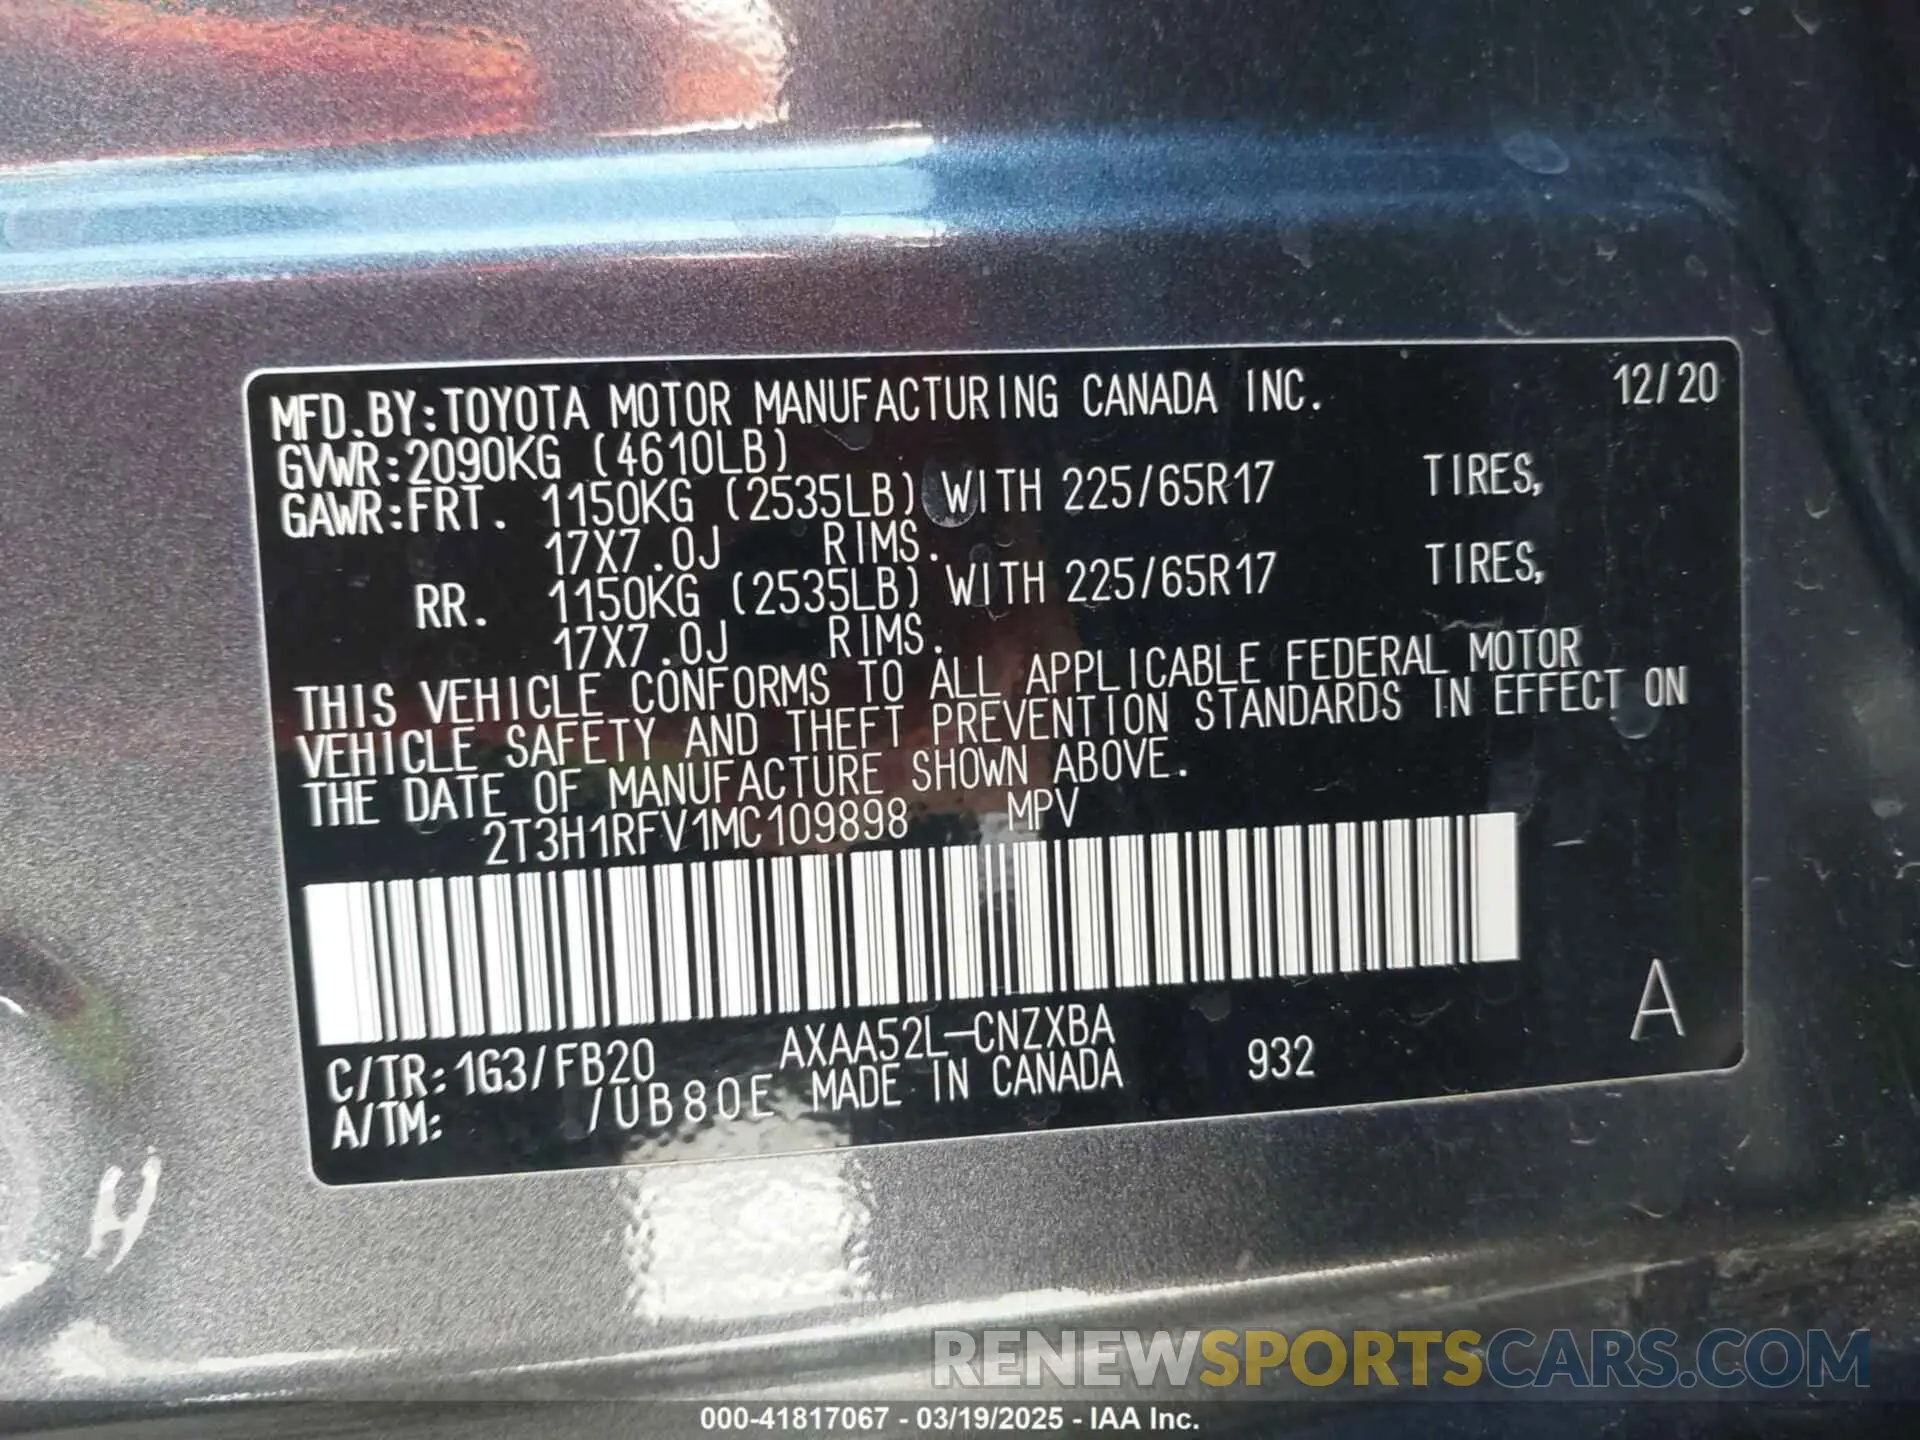 MFD.BY:TOYOTA MOTOR MANUFACTURING CANADA INC. 12/20
GVWR:2090KG (4610LB)
GAWR:FRT. 1150KG (2535LB) WITH 225/65R17 TIRES,
17X7.0J RIMS.
RR. 1150KG (2535LB) WITH 225/65R17 TIRES,
17X7.0J RIMS.
THIS VEHICLE CONFORMS TO ALL APPLICABLE FEDERAL MOTOR
VEHICLE SAFETY AND THEFT PREVENTION STANDARDS IN EFFECT ON
THE DATE OF MANUFACTURE SHOWN ABOVE.
2T3H1RFV1MC109898 MPV
A
C/TR:1G3/FB20 AXAA52L-CNZXBA
A/TM: /UB80E MADE IN CANADA 932
H
RENEWSPORTSCARS.COM
000-41817067 - 03/19/2025 - IAA Inc.